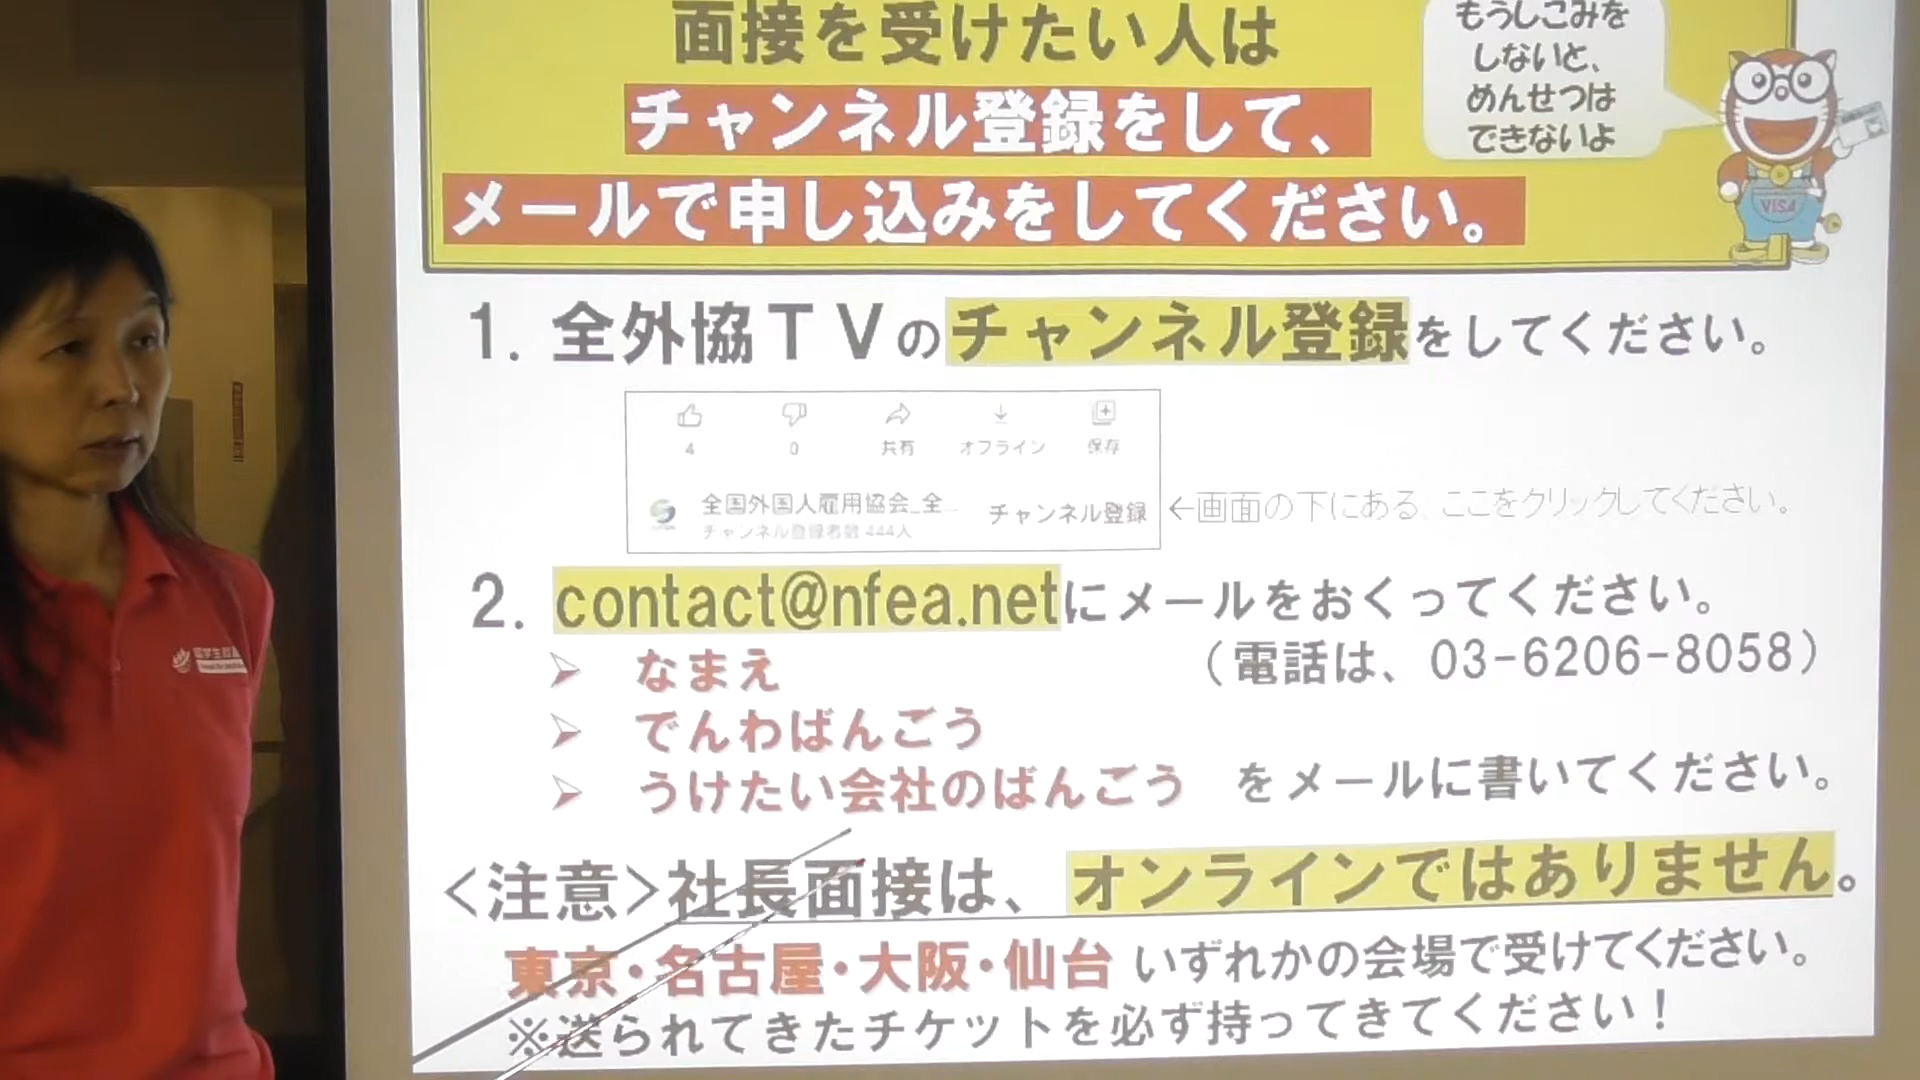 面接を受けたい人は
チャンネル登録をして、
メールで申し込みをしてください。
もうしこみを
しないと、
めんせつは
できないよ
VISA
1. 全外協ＴＶのチャンネル登録をしてください。
4
0
共有
オフライン
保存
全国外国人雇用協会_全...
チャンネル登録者数 444人
チャンネル登録
←画面の下にある、ここをクリックしてください。
2. contact@nfea.netにメールをおくってください。
（電話は、03-6206-8058）
➢ なまえ
➢ でんわばんごう
➢ うけたい会社のばんごう をメールに書いてください。
＜注意＞社長面接は、オンラインではありません。
東京・名古屋・大阪・仙台 いずれかの会場で受けてください。
※送られてきたチケットを必ず持ってきてください！